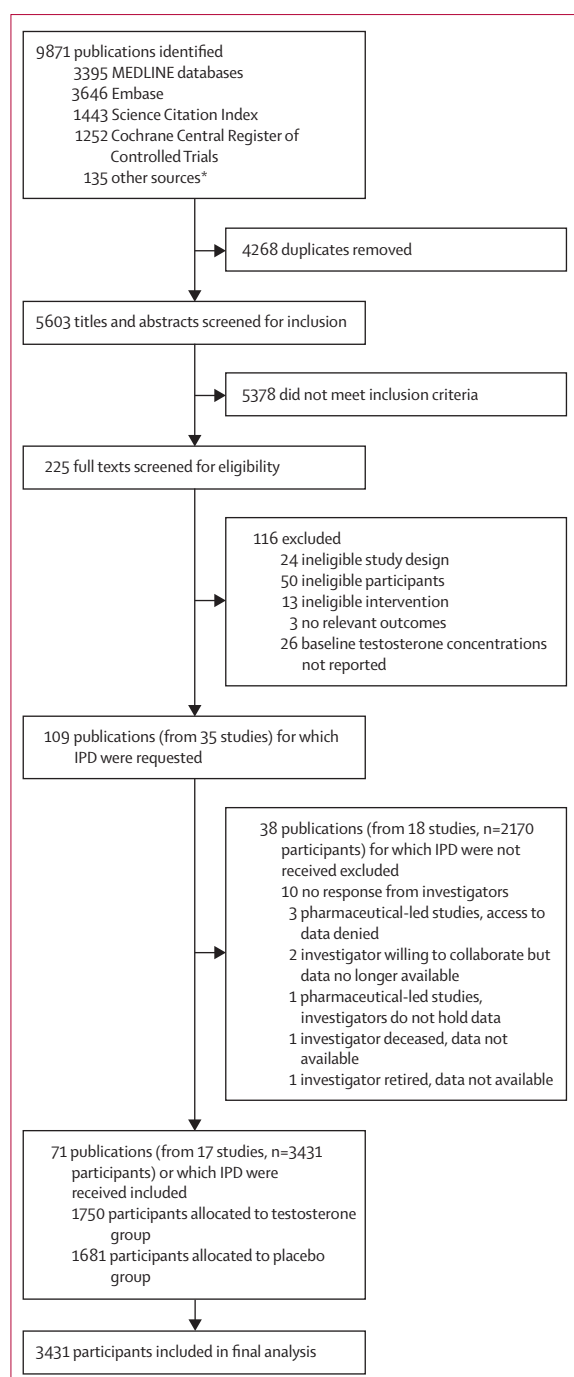 9871 publications identified
3395 MEDLINE databases
3646 Embase
1443 Science Citation Index
1252 Cochrane Central Register of
Controlled Trials
135 other sources*
4268 duplicates removed
5603 titles and abstracts screened for inclusion
5378 did not meet inclusion criteria
225 full texts screened for eligibility
116 excluded
24 ineligible study design
50 ineligible participants
13 ineligible intervention
3 no relevant outcomes
26 baseline testosterone concentrations
not reported
109 publications (from 35 studies) for which
IPD were requested
38 publications (from 18 studies, n=2170
participants) for which IPD were not
received excluded
10 no response from investigators
3 pharmaceutical-led studies, access to
data denied
2 investigator willing to collaborate but
data no longer available
1 pharmaceutical-led studies,
investigators do not hold data
1 investigator deceased, data not
available
1 investigator retired, data not available
71 publications (from 17 studies, n=3431
participants) or which IPD were
received included
1750 participants allocated to testosterone
group
1681 participants allocated to placebo
group
3431 participants included in final analysis